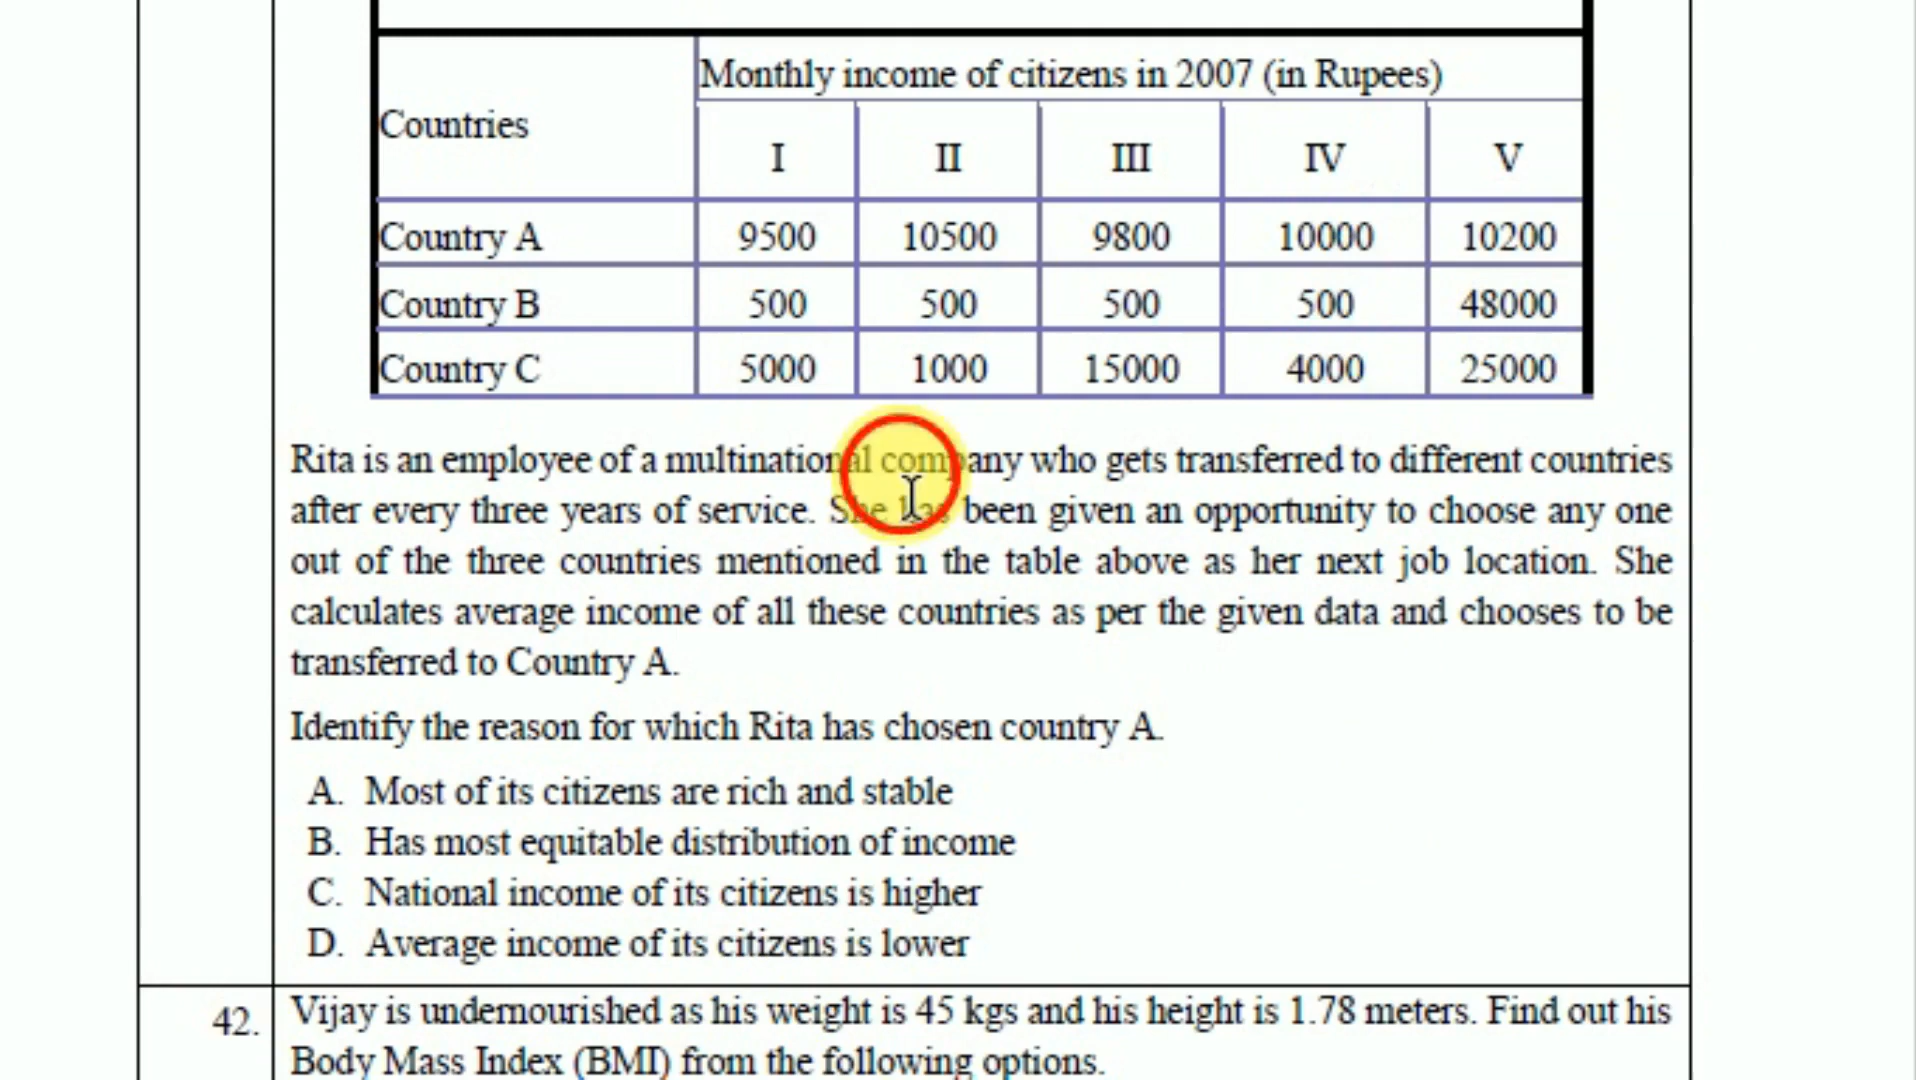 Monthly income of citizens in 2007 (in Rupees)
Countries
I II III IV V
Country A 9500 10500 9800 10000 10200
Country B 500 500 500 500 48000
Country C 5000 1000 15000 4000 25000
Rita is an employee of a multinational company who gets transferred to different countries
after every three years of service. She has been given an opportunity to choose any one
out of the three countries mentioned in the table above as her next job location. She
calculates average income of all these countries as per the given data and chooses to be
transferred to Country A.
Identify the reason for which Rita has chosen country A.
A. Most of its citizens are rich and stable
B. Has most equitable distribution of income
C. National income of its citizens is higher
D. Average income of its citizens is lower
42. Vijay is undernourished as his weight is 45 kgs and his height is 1.78 meters. Find out his
Body Mass Index (BMI) from the following options.